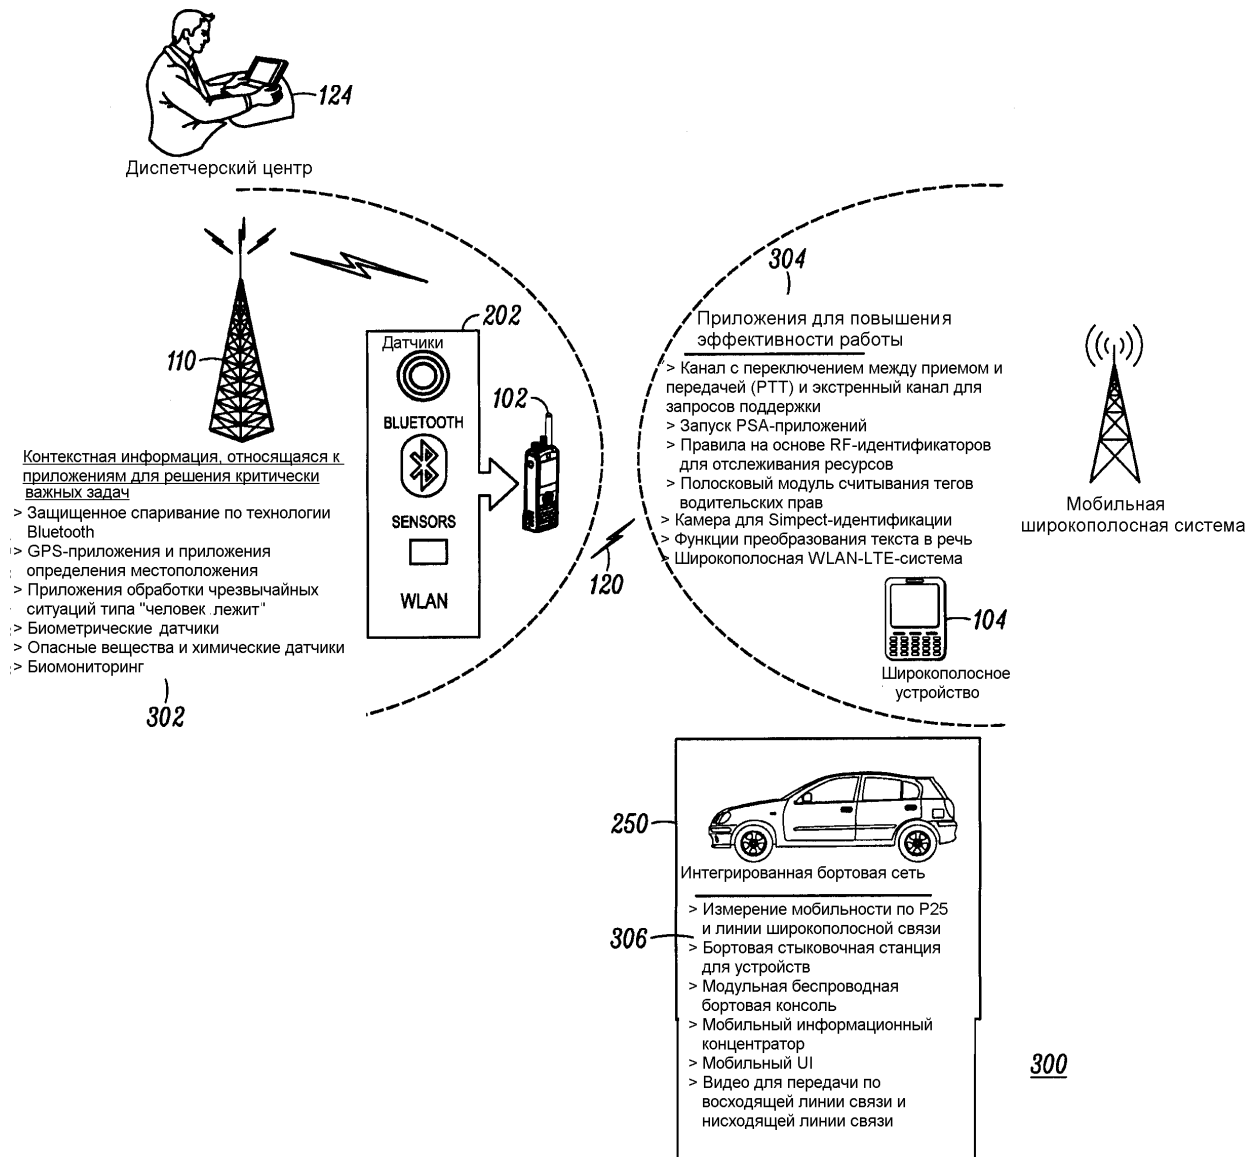 124
Диспетчерский центр
110
202
Датчики
BLUETOOTH
SENSORS
WLAN
102
Контекстная информация, относящаяся к
приложениям для решения критически
важных задач
> Защищенное спаривание по технологии
Bluetooth
> GPS-приложения и приложения
определения местоположения
> Приложения обработки чрезвычайных
ситуаций типа "человек лежит"
> Биометрические датчики
> Опасные вещества и химические датчики
> Биомониторинг
302
120
304
Приложения для повышения
эффективности работы
> Канал с переключением между приемом и
передачей (PTT) и экстренный канал для
запросов поддержки
> Запуск PSA-приложений
> Правила на основе RF-идентификаторов
для отслеживания ресурсов
> Полосковый модуль считывания тегов
водительских прав
> Камера для Simpect-идентификации
> Функции преобразования текста в речь
> Широкополосная WLAN-LTE-система
104
Широкополосное
устройство
Мобильная
широкополосная система
250
Интегрированная бортовая сеть
306
> Измерение мобильности по P25
и линии широкополосной связи
> Бортовая стыковочная станция
для устройств
> Модульная беспроводная
бортовая консоль
> Мобильный информационный
концентратор
> Мобильный UI
> Видео для передачи по
восходящей линии связи и
нисходящей линии связи
300